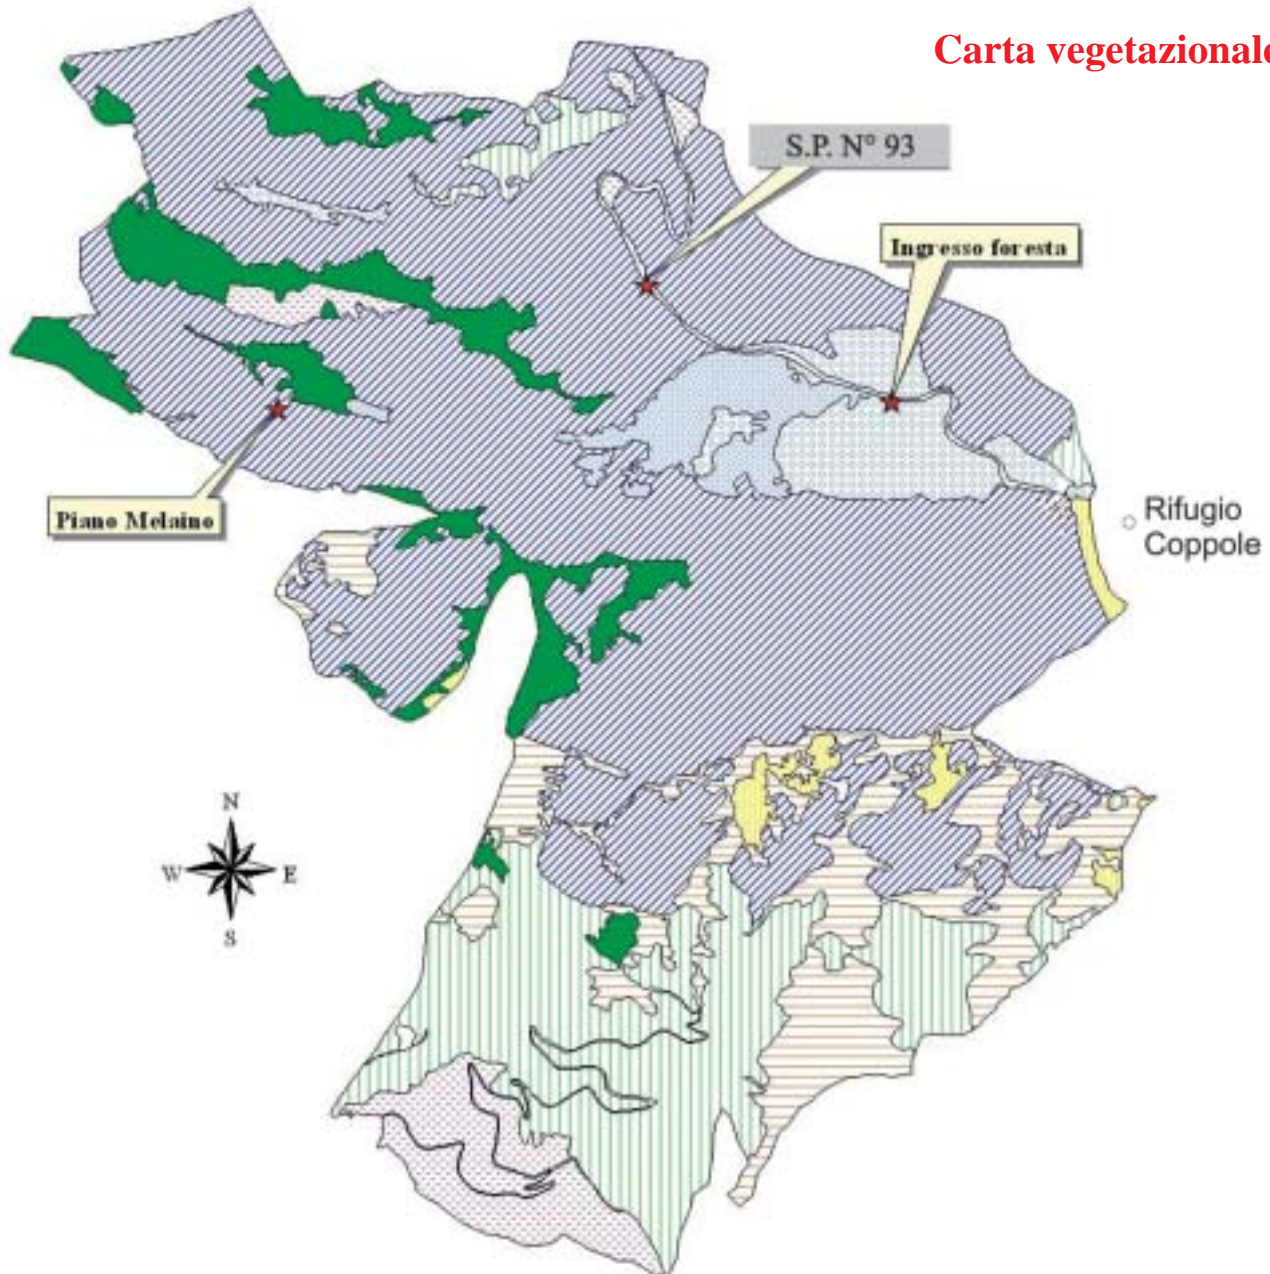 Carta vegetazionale
S.P. N° 93
Ingresso foresta
Piano Melaino
Rifugio
Coppole
N
W
E
S